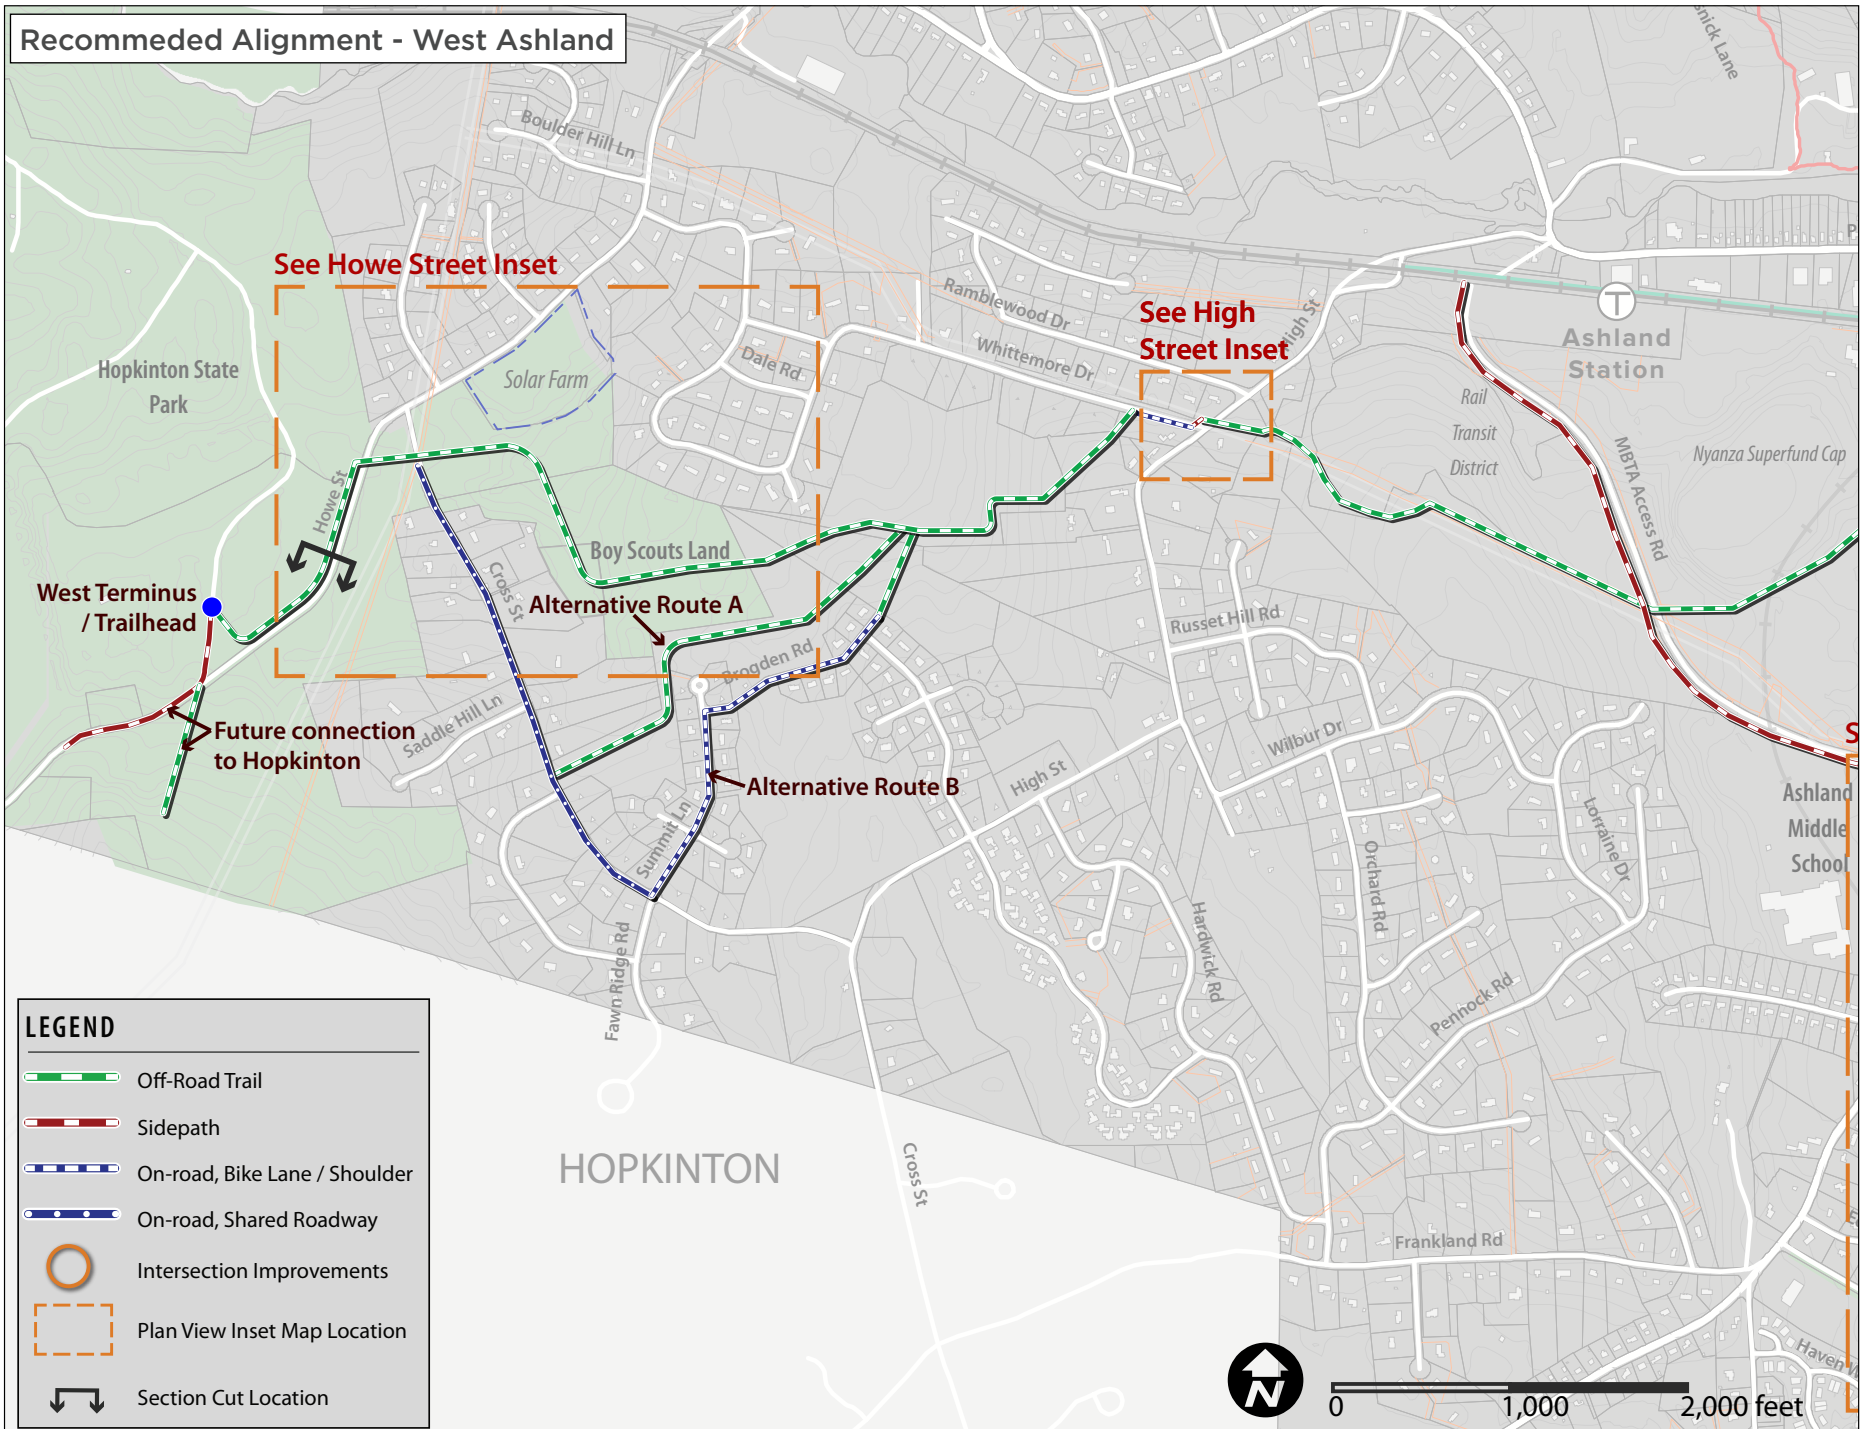 Recommeded Alignment - West Ashland
Boulder Hill Ln
See Howe Street Inset
Hopkinton State
Park
Solar Farm
Dale Rd
Ramblewood Dr
Whittemore Dr
High St
See High
Street Inset
T
Ashland
Station
Rail
Transit
District
MBTA Access Rd
Nyanza Superfund Cap
Howe St
Boy Scouts Land
Cross St
West Terminus
/ Trailhead
Alternative Route A
Brogden Rd
Russet Hill Rd
Saddle Hill Ln
Future connection
to Hopkinton
Wilbur Dr
High St
Alternative Route B
Summit Ln
Lorraine Dr
Ashland
Middle
School
Orchard Rd
Hardwick Rd
Fawn Ridge Rd
Pennock Rd
HOPKINTON
Cross St
Frankland Rd
Haven
LEGEND
Off-Road Trail
Sidepath
On-road, Bike Lane / Shoulder
On-road, Shared Roadway
Intersection Improvements
Plan View Inset Map Location
Section Cut Location
N
0 1,000 2,000 feet